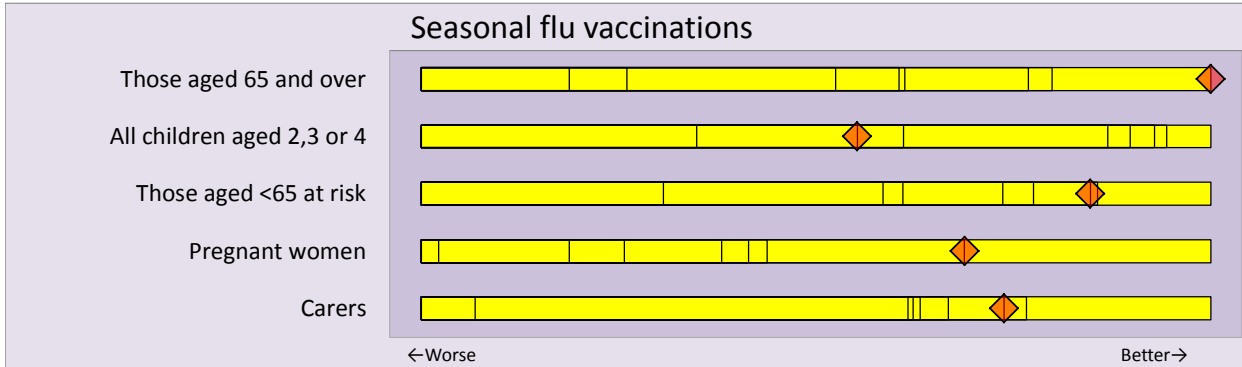 Seasonal flu vaccinations
Those aged 65 and over
All children aged 2,3 or 4
Those aged <65 at risk
Pregnant women
Carers
←Worse
Better→